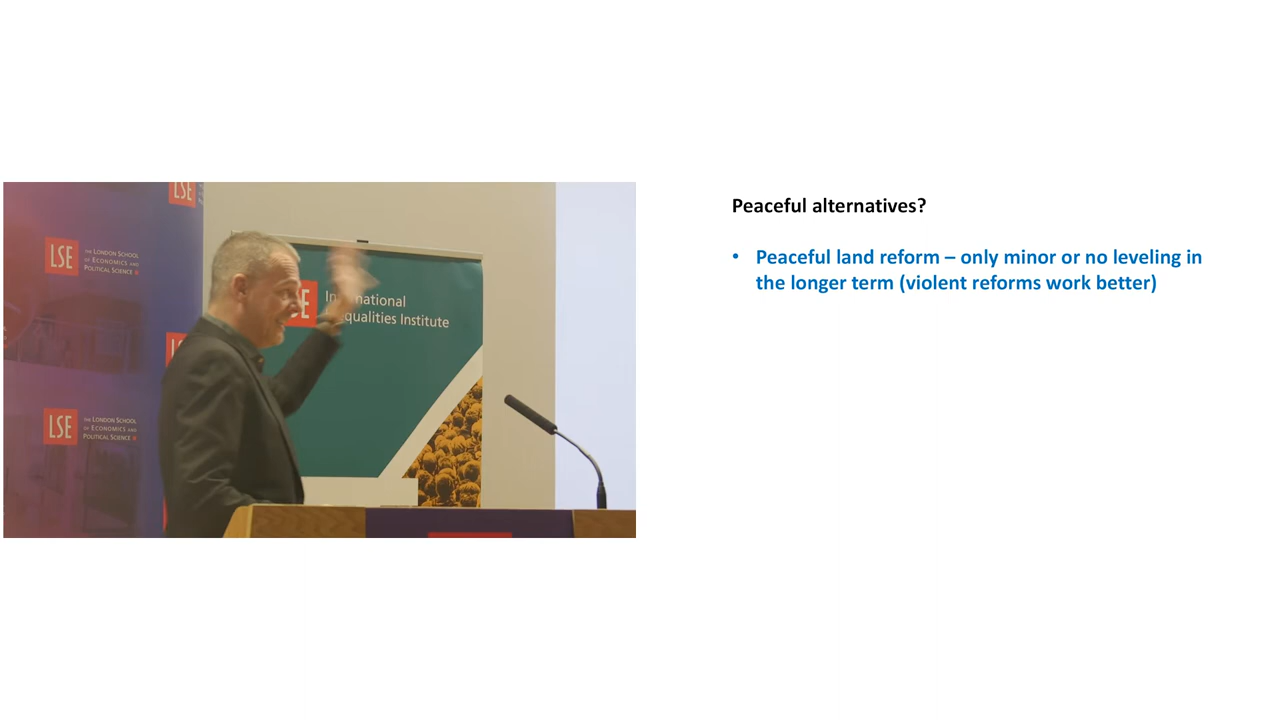 LSE
LSE
THE LONDON SCHOOL
OF ECONOMICS AND
POLITICAL SCIENCE
International
equalities Institute
LSE
THE LONDON SCHOOL
OF ECONOMICS AND
POLITICAL SCIENCE
Peaceful alternatives?
• Peaceful land reform – only minor or no leveling in
the longer term (violent reforms work better)